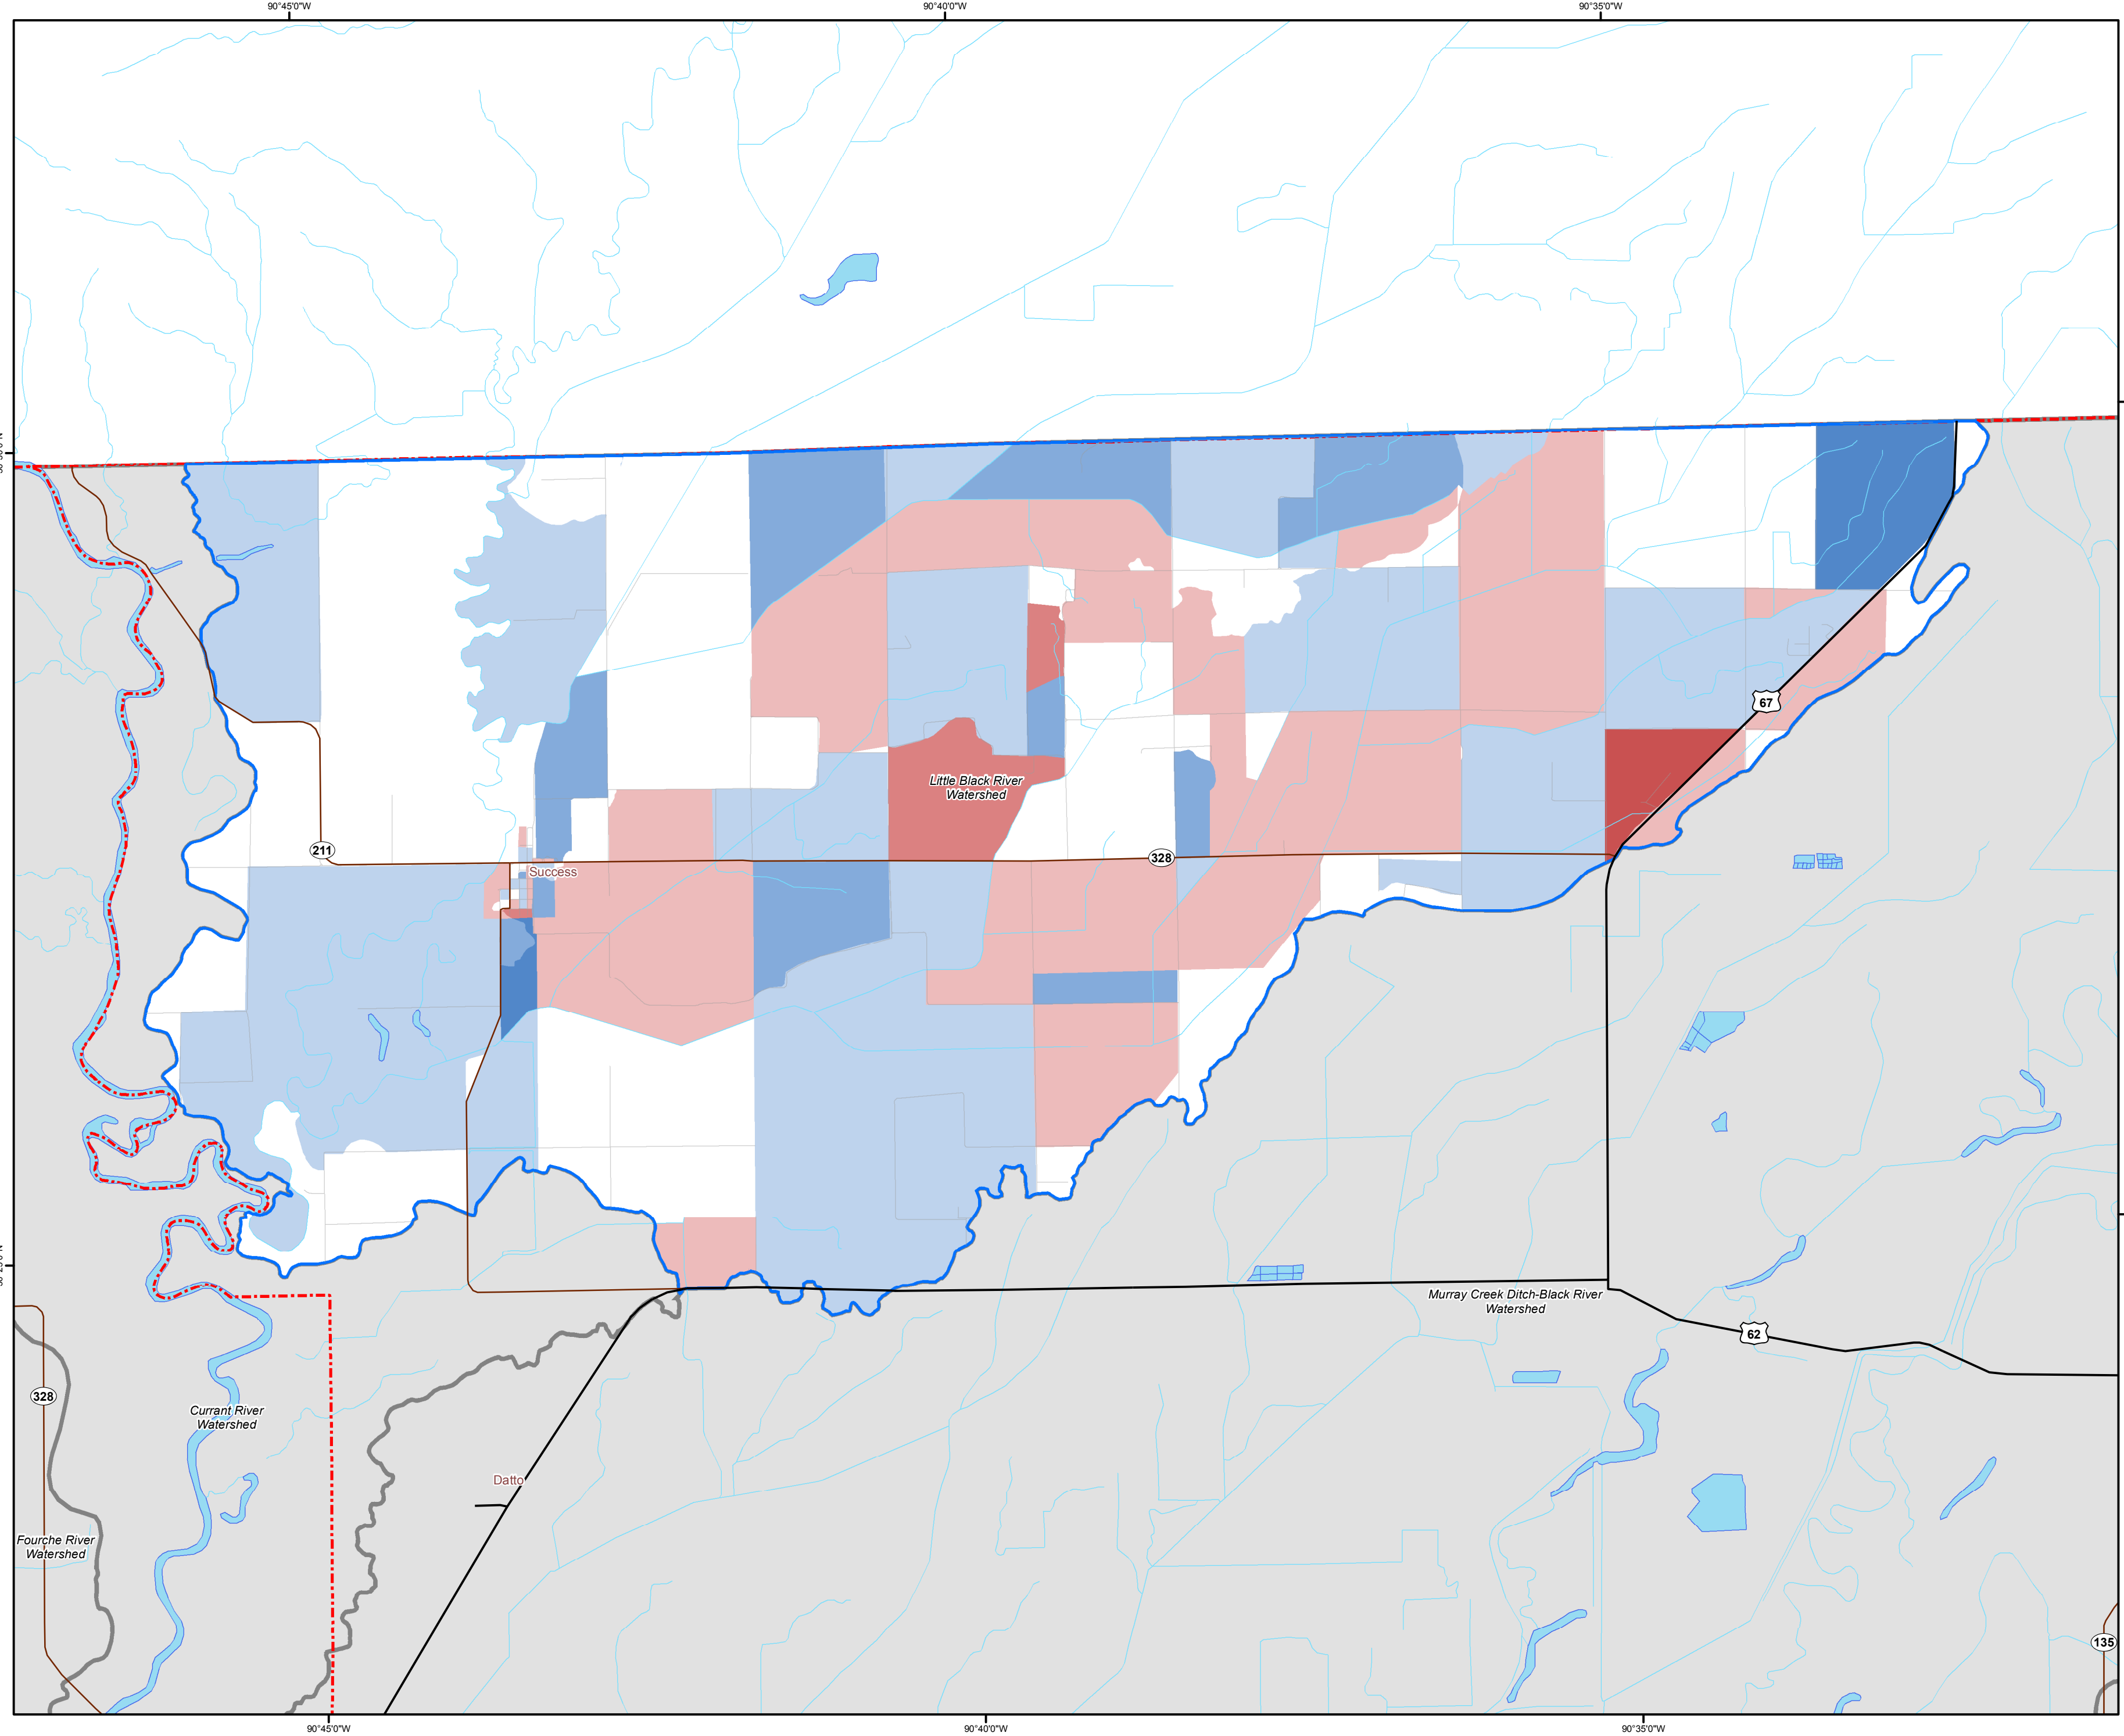 90°45'0"W
90°40'0"W
90°35'0"W
67
Little Black River
Watershed
211
328
Success
Murray Creek Ditch-Black River
Watershed
62
328
Currant River
Watershed
Datto
Fourche River
Watershed
135
90°45'0"W
90°40'0"W
90°35'0"W